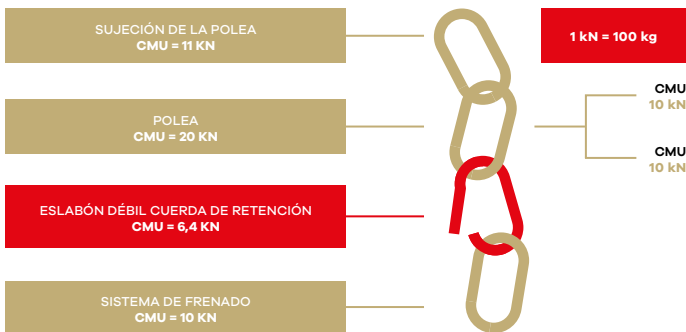 SUJECIÓN DE LA POLEA
CMU = 11 KN
1 kN = 100 kg
POLEA
CMU = 20 KN
CMU
10 kN
CMU
10 kN
ESLABÓN DÉBIL CUERDA DE RETENCIÓN
CMU = 6,4 KN
SISTEMA DE FRENADO
CMU = 10 KN